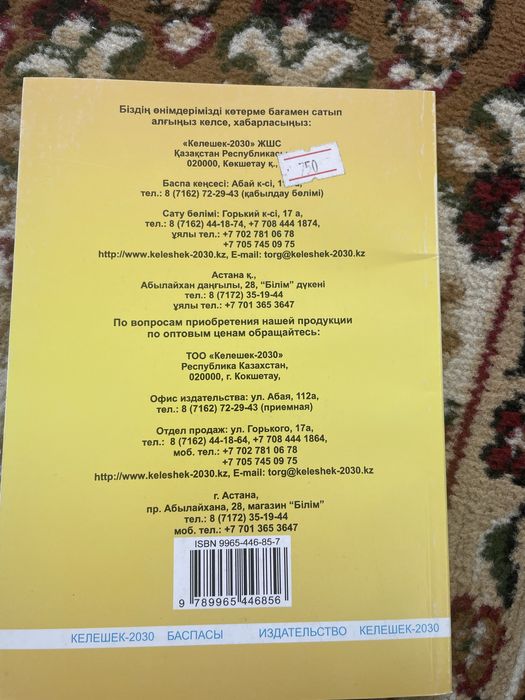 Біздің өнімдерімізді көтерме бағамен сатып
алғыңыз келсе, хабарласыңыз:
«Келешек-2030» ЖШС
Қазақстан
020000, Көкшетау қ.,
250
Баспа кеңсесі: Абай к-сі,
тел.: 8 (7162) 72-29-43 (қабылдау бөлімі)
Сату бөлімі: Горький к-сі, 17 а,
тел.: 8 (7162) 44-18-74, +7 708 444 1874,
ұялы тел.: +7 702 781 06 78
+7 705 745 09 75
http://www.keleshek-2030.kz, E-mail: torg@keleshek-2030.kz
Астана қ.,
Абылайхан даңғылы, 28, "Білім" дүкені
тел.: 8 (7172) 35-19-44
ұялы тел.: +7 701 365 3647
По вопросам приобретения нашей продукции
по оптовым ценам обращайтесь:
ТОО «Келешек-2030»
Республика Казахстан,
020000, г. Кокшетау,
Офис издательства: ул. Абая, 112а,
тел.: 8 (7162) 72-29-43 (приемная)
Отдел продаж: ул. Горького, 17а,
тел.: 8 (7162) 44-18-64, +7 708 444 1864,
моб. тел.: +7 702 781 06 78
+7 705 745 09 75
http://www.keleshek-2030.kz, E-mail: torg@keleshek-2030.kz
г. Астана,
пр. Абылайхана, 28, магазин "Білім"
тел.: 8 (7172) 35-19-44
моб. тел.: +7 701 365 3647
ISBN 9965-446-85-7
9 789965 446856
КЕЛЕШЕК-2030 БАСПАСЫ ИЗДАТЕЛЬСТВО КЕЛЕШЕК-2030